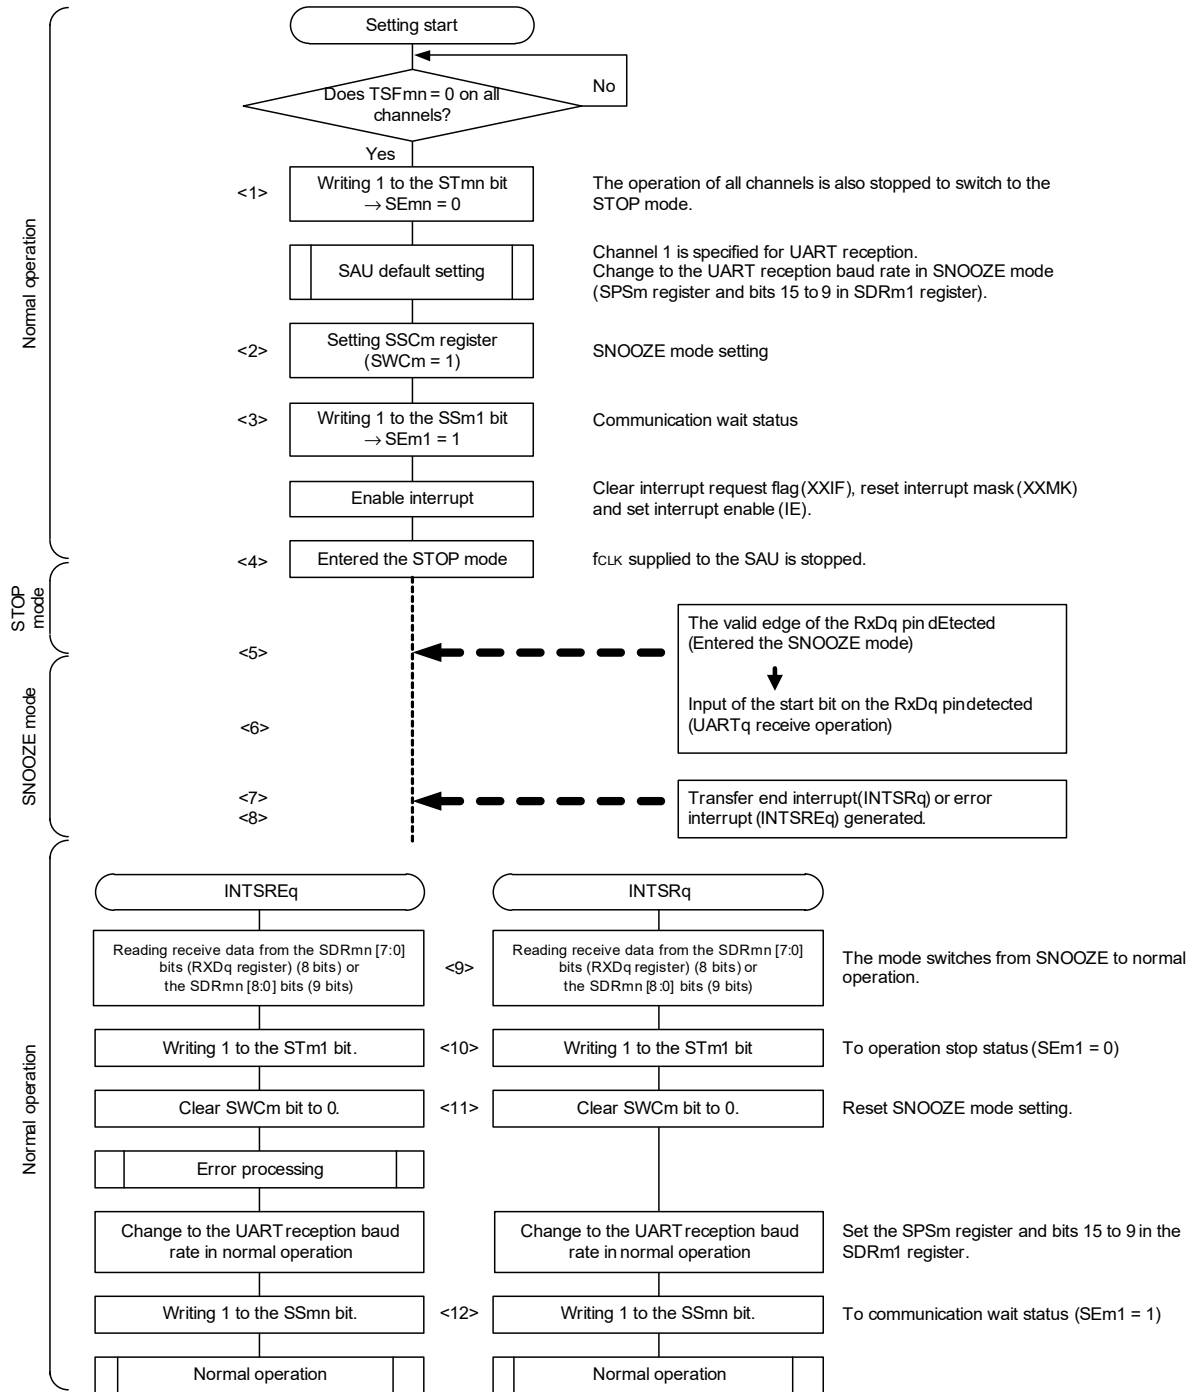 Setting start
No
Does TSFmn = 0 on all
channels?
Yes
Normal operation
<1>
Writing 1 to the STmn bit
→ SEmn = 0
The operation of all channels is also stopped to switch to the
STOP mode.
SAU default setting
Channel 1 is specified for UART reception.
Change to the UART reception baud rate in SNOOZE mode
(SPSm register and bits 15 to 9 in SDRm1 register).
<2>
Setting SSCm register
(SWCm = 1)
SNOOZE mode setting
<3>
Writing 1 to the SSm1 bit
→ SEm1 = 1
Communication wait status
Enable interrupt
Clear interrupt request flag (XXIF), reset interrupt mask (XXMK)
and set interrupt enable (IE).
<4>
Entered the STOP mode
fCLK supplied to the SAU is stopped.
STOP
mode
<5>
The valid edge of the RxDq pin dEtected
(Entered the SNOOZE mode)
Input of the start bit on the RxDq pindetected
(UARTq receive operation)
SNOOZE mode
<6>
<7>
<8>
Transfer end interrupt(INTSRq) or error
interrupt (INTSREq) generated.
Normal operation
INTSREq
INTSRq
Reading receive data from the SDRmn [7:0]
bits (RXDq register) (8 bits) or
the SDRmn [8:0] bits (9 bits)
<9>
Reading receive data from the SDRmn [7:0]
bits (RXDq register) (8 bits) or
the SDRmn [8:0] bits (9 bits)
The mode switches from SNOOZE to normal
operation.
Writing 1 to the STm1 bit.
<10>
Writing 1 to the STm1 bit
To operation stop status (SEm1 = 0)
Clear SWCm bit to 0.
<11>
Clear SWCm bit to 0.
Reset SNOOZE mode setting.
Error processing
Change to the UART reception baud
rate in normal operation
Change to the UART reception baud
rate in normal operation
Set the SPSm register and bits 15 to 9 in the
SDRm1 register.
Writing 1 to the SSmn bit.
<12>
Writing 1 to the SSmn bit.
To communication wait status (SEm1 = 1)
Normal operation
Normal operation